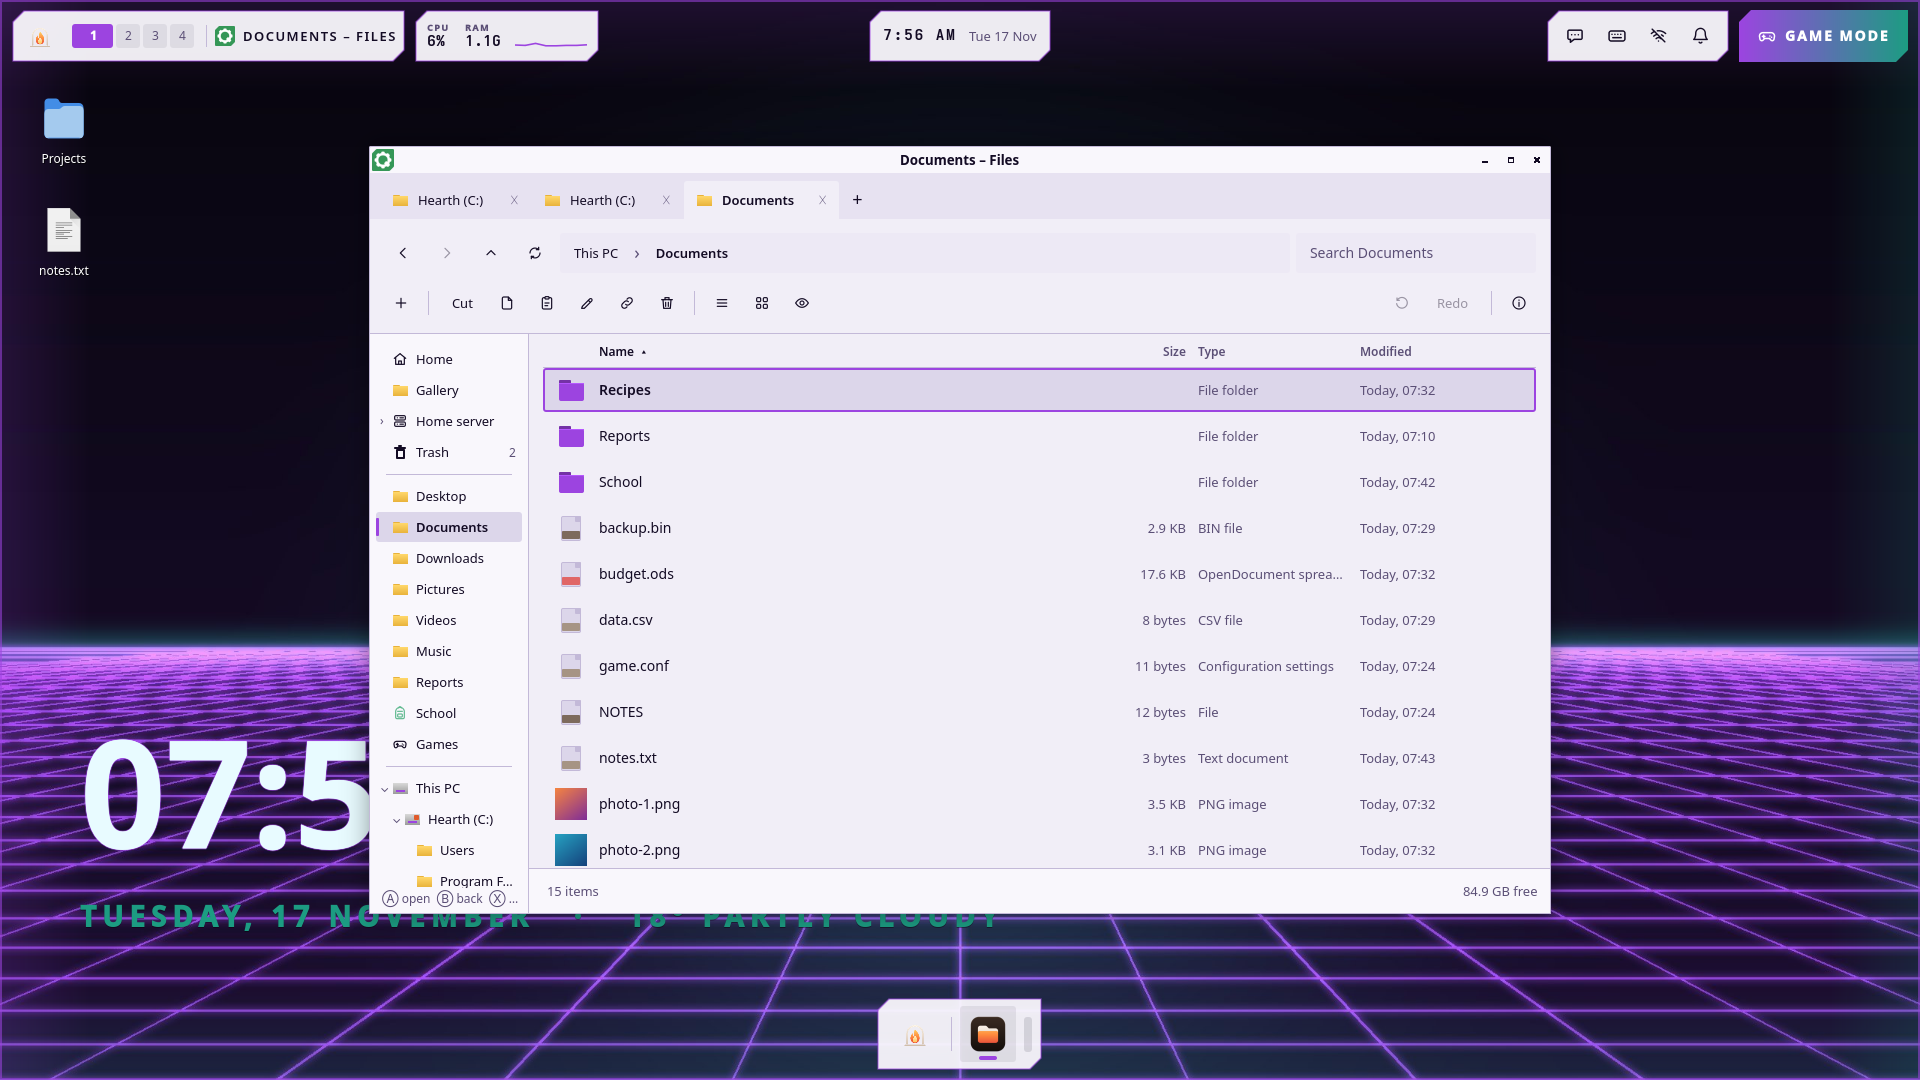 1 2 3 4 DOCUMENTS – FILES
CPU RAM
6% 1.1G
7:56 AM Tue 17 Nov
GAME MODE
Projects
notes.txt
Documents – Files
Hearth (C:) Hearth (C:) Documents
This PC › Documents
Search Documents
Cut
Redo
Name Size Type Modified
Home
Gallery
Home server
Trash 2
Desktop
Documents
Downloads
Pictures
Videos
Music
Reports
School
Games
This PC
Hearth (C:)
Users
Program F...
A open B back X ...
Recipes File folder Today, 07:32
Reports File folder Today, 07:10
School File folder Today, 07:42
backup.bin 2.9 KB BIN file Today, 07:29
budget.ods 17.6 KB OpenDocument sprea... Today, 07:32
data.csv 8 bytes CSV file Today, 07:29
game.conf 11 bytes Configuration settings Today, 07:24
NOTES 12 bytes File Today, 07:24
notes.txt 3 bytes Text document Today, 07:43
photo-1.png 3.5 KB PNG image Today, 07:32
photo-2.png 3.1 KB PNG image Today, 07:32
15 items 84.9 GB free
07:5
TUESDAY, 17 NOVEMBER · 18° PARTLY CLOUDY